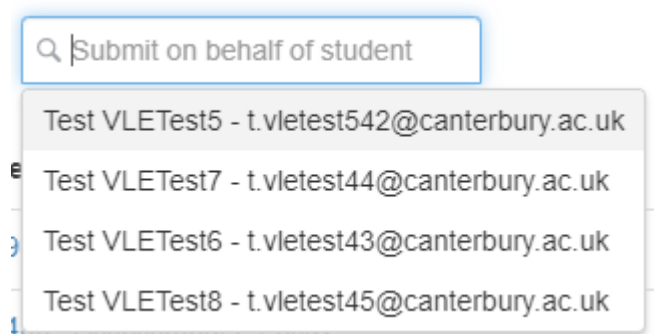 Submit on behalf of student
Test VLETest5 - t.vletest542@canterbury.ac.uk
Test VLETest7 - t.vletest44@canterbury.ac.uk
Test VLETest6 - t.vletest43@canterbury.ac.uk
Test VLETest8 - t.vletest45@canterbury.ac.uk